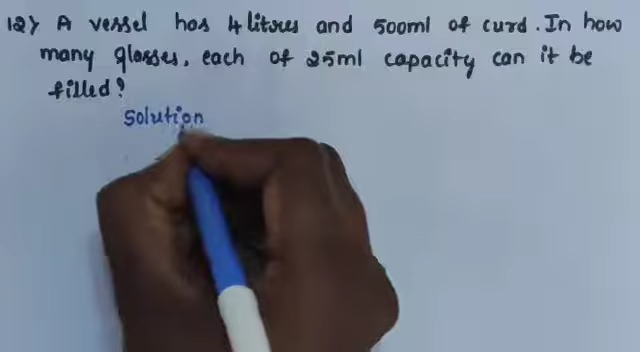 12) A vessel has 4 litres and 500ml of curd. In how
many glasses, each of 25ml capacity can it be
filled?
Solution